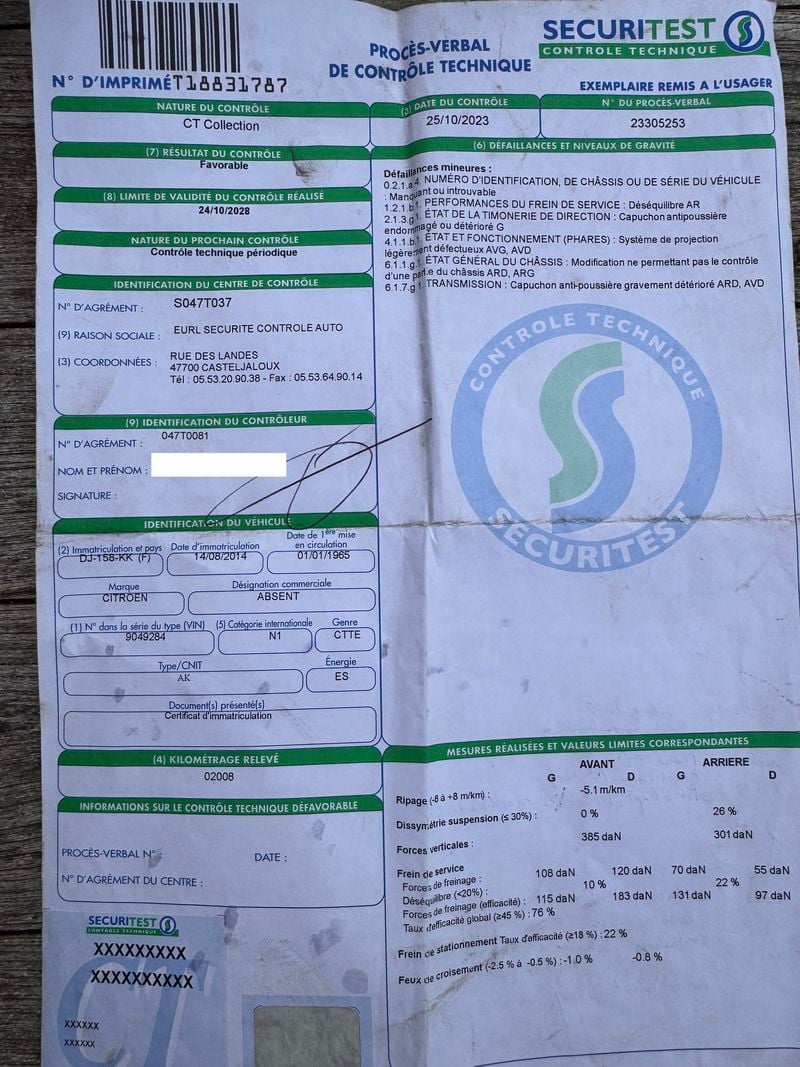 SECURITEST
CONTROLE TECHNIQUE
PROCÈS-VERBAL
DE CONTRÔLE TECHNIQUE
N° D'IMPRIMÉ T18831787
EXEMPLAIRE REMIS A L'USAGER
NATURE DU CONTRÔLE
CT Collection
DATE DU CONTRÔLE
25/10/2023
N° DU PROCÈS-VERBAL
23305253
(7) RÉSULTAT DU CONTRÔLE
Favorable
(8) LIMITE DE VALIDITÉ DU CONTRÔLE RÉALISÉ
24/10/2028
NATURE DU PROCHAIN CONTRÔLE
Contrôle technique périodique
IDENTIFICATION DU CENTRE DE CONTRÔLE
N° D'AGRÉMENT : S047T037
(9) RAISON SOCIALE : EURL SECURITE CONTROLE AUTO
(3) COORDONNÉES : RUE DES LANDES
47700 CASTELJALOUX
Tél : 05.53.20.90.38 - Fax : 05.53.64.90.14
(9) IDENTIFICATION DU CONTRÔLEUR
N° D'AGRÉMENT : 047T0081
NOM ET PRÉNOM :
SIGNATURE :
IDENTIFICATION DU VÉHICULE
(2) Immatriculation et pays
DJ-158-KK (F)
Date d'immatriculation
14/08/2014
Date de 1ère mise
en circulation
01/01/1965
Marque
CITROEN
Désignation commerciale
ABSENT
(1) N° dans la série du type (VIN)
9049284
(5) Catégorie internationale
N1
Genre
CTTE
Type/CNIT
AK
Énergie
ES
Document(s) présenté(s)
Certificat d'immatriculation
(4) KILOMÉTRAGE RELEVÉ
02008
INFORMATIONS SUR LE CONTRÔLE TECHNIQUE DÉFAVORABLE
PROCÈS-VERBAL N° :
DATE :
N° D'AGRÉMENT DU CENTRE :
SECURITEST
CONTROLE TECHNIQUE
XXXXXXXXX
XXXXXXXXXX
XXXXXX
XXXXXX
(6) DÉFAILLANCES ET NIVEAUX DE GRAVITÉ
Défaillances mineures :
0.2.1.a.4. NUMÉRO D'IDENTIFICATION, DE CHÂSSIS OU DE SÉRIE DU VÉHICULE
: Manquant ou introuvable
1.2.1.b.1. PERFORMANCES DU FREIN DE SERVICE : Déséquilibre AR
2.1.3.g.1. ÉTAT DE LA TIMONERIE DE DIRECTION : Capuchon antipoussière
endommagé ou détérioré G
4.1.1.b.1. ÉTAT ET FONCTIONNEMENT (PHARES) : Système de projection
légèrement défectueux AVG, AVD
6.1.1.g.1. ÉTAT GÉNÉRAL DU CHÂSSIS : Modification ne permettant pas le contrôle
d'une partie du châssis ARD, ARG
6.1.7.g.1. TRANSMISSION : Capuchon anti-poussière gravement détérioré ARD, AVD
CONTROLE TECHNIQUE
SECURITEST
MESURES RÉALISÉES ET VALEURS LIMITES CORRESPONDANTES
AVANT ARRIERE
G D G D
Ripage (-8 à +8 m/km) : -5.1 m/km
Dissymétrie suspension (≤ 30%) : 0 % 26 %
Forces verticales : 385 daN 301 daN
Frein de service
Forces de freinage : 108 daN 120 daN 70 daN 55 daN
Déséquilibre (<20%) : 10 % 22 %
Forces de freinage (efficacité) : 115 daN 183 daN 131 daN 97 daN
Taux d'efficacité global (≥45 %) : 76 %
Frein de stationnement Taux d'efficacité (≥18 %) : 22 %
Feux de croisement (-2.5 % à -0.5 %) : -1.0 % -0.8 %